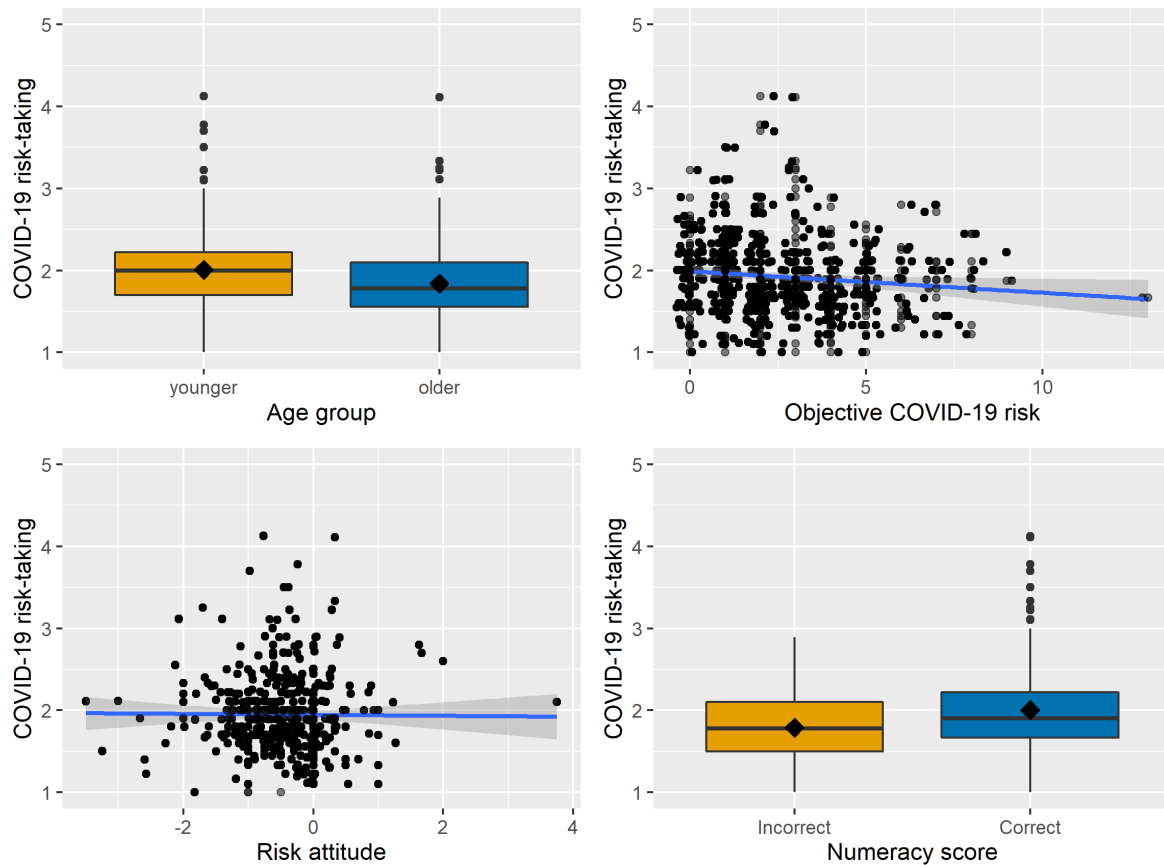 COVID-19 risk-taking
5
4
3
2
1
younger
older
Age group
COVID-19 risk-taking
5
4
3
2
1
0
5
10
Objective COVID-19 risk
COVID-19 risk-taking
5
4
3
2
1
-2
0
2
4
Risk attitude
COVID-19 risk-taking
5
4
3
2
1
Incorrect
Correct
Numeracy score